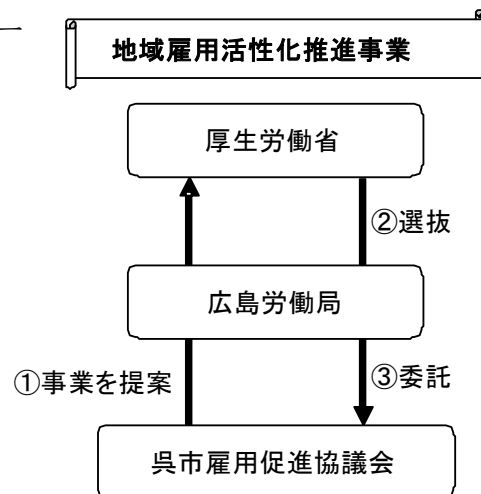 地域雇用活性化推進事業
厚生労働省
②選抜
広島労働局
①事業を提案
③委託
呉市雇用促進協議会